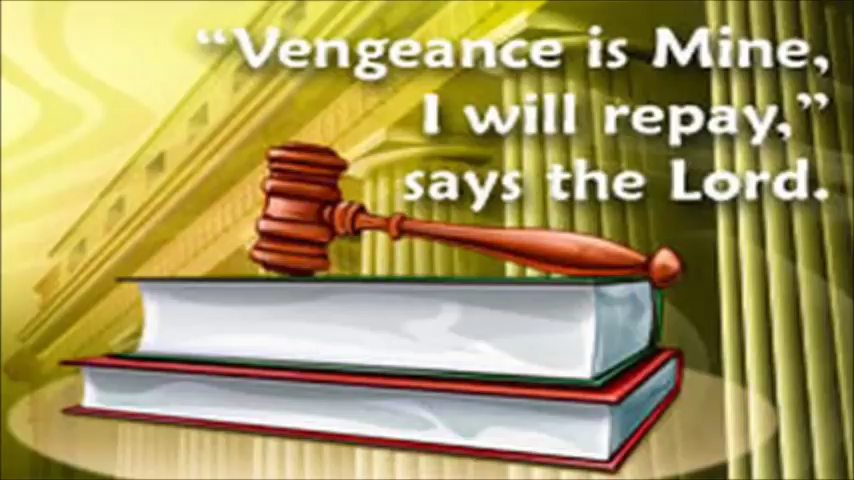 “Vengeance is Mine,
I will repay,”
says the Lord.